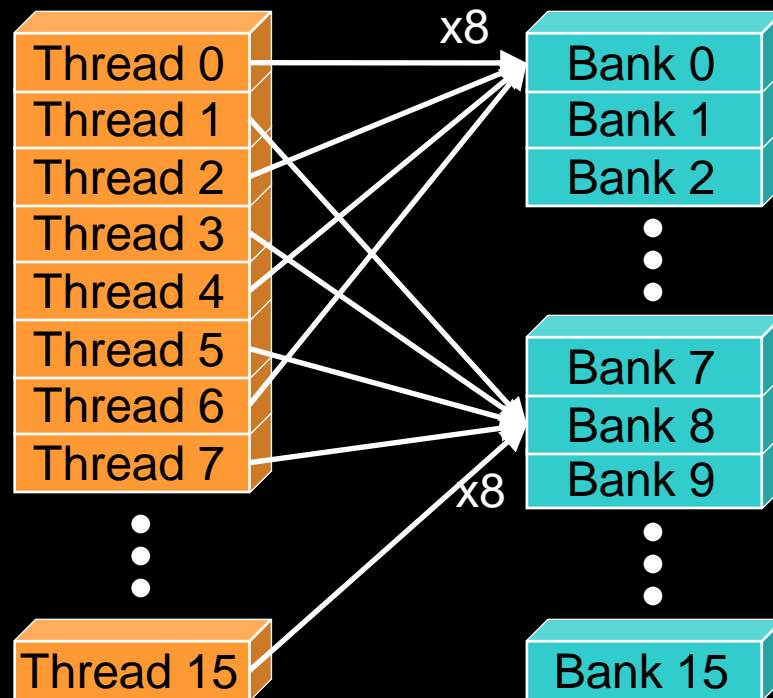 x8
Thread 0
Thread 1
Thread 2
Thread 3
Thread 4
Thread 5
Thread 6
Thread 7
Thread 15
Bank 0
Bank 1
Bank 2
Bank 7
Bank 8
Bank 9
x8
Bank 15